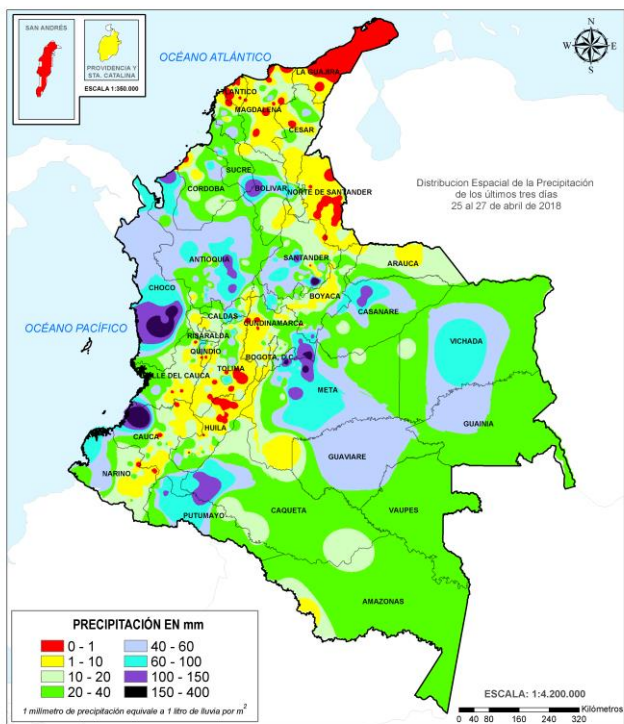 SAN ANDRÉS
PROVIDENCIA Y
STA. CATALINA
ESCALA 1:350.000
OCÉANO ATLÁNTICO
N
W E
S
LA GUAJIRA
ATLANTICO
MAGDALENA
CESAR
SUCRE
CORDOBA
BOLIVAR
NORTE DE SANTANDER
Distribucion Espacial de la Precipitación
de los últimos tres días
25 al 27 de abril de 2018
ANTIOQUIA
SANTANDER
ARAUCA
CHOCO
BOYACA
CASANARE
OCÉANO PACÍFICO
CALDAS
CUNDINAMARCA
RISARALDA
VICHADA
QUINDIO
BOGOTA, D.C.
TOLIMA
VALLE DEL CAUCA
META
GUAINIA
HUILA
CAUCA
GUAVIARE
NARINO
CAQUETA
VAUPES
PUTUMAYO
AMAZONAS
PRECIPITACIÓN EN mm
0 - 1 40 - 60
1 - 10 60 - 100
10 - 20 100 - 150
20 - 40 150 - 400
1 milimetro de precipitación equivale a 1 litro de lluvia por m²
ESCALA: 1:4.200.000
Kilómetros
0 40 80 160 240 320